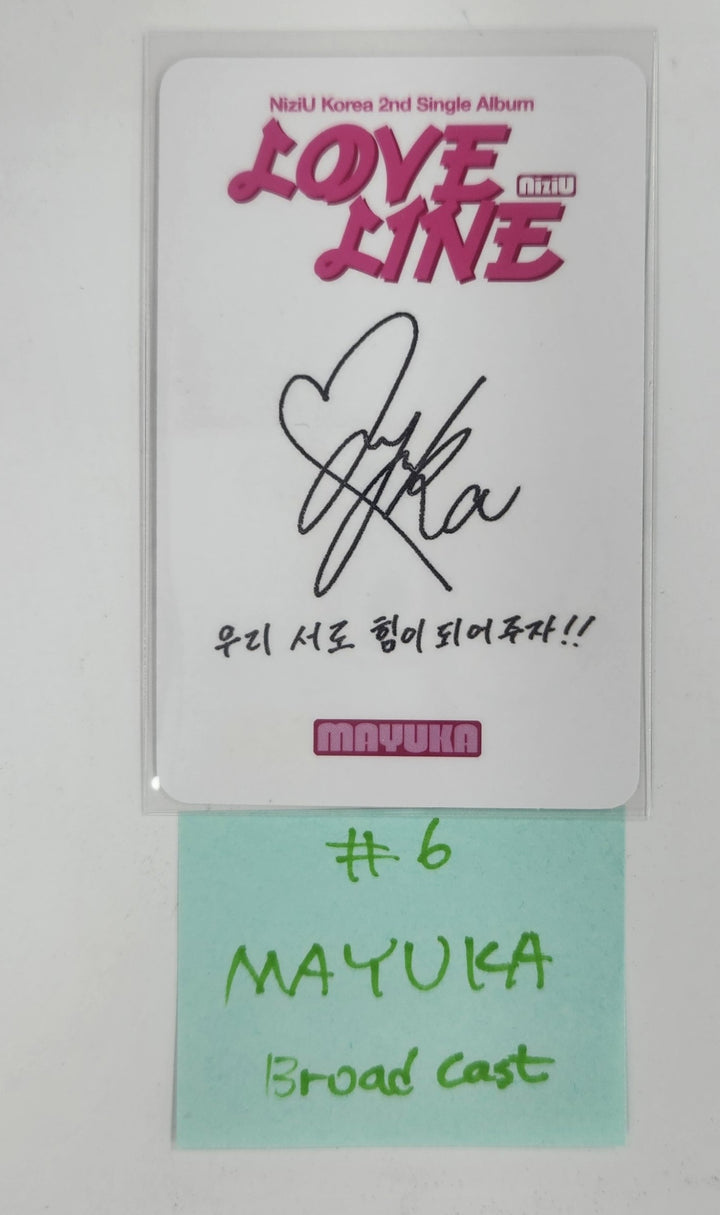 NiziU Korea 2nd Single Album
LOVE
NiziU
LINE
우리 서로 힘이 되어주자!!
MAYUKA
#6
MAYUKA
Broad cast